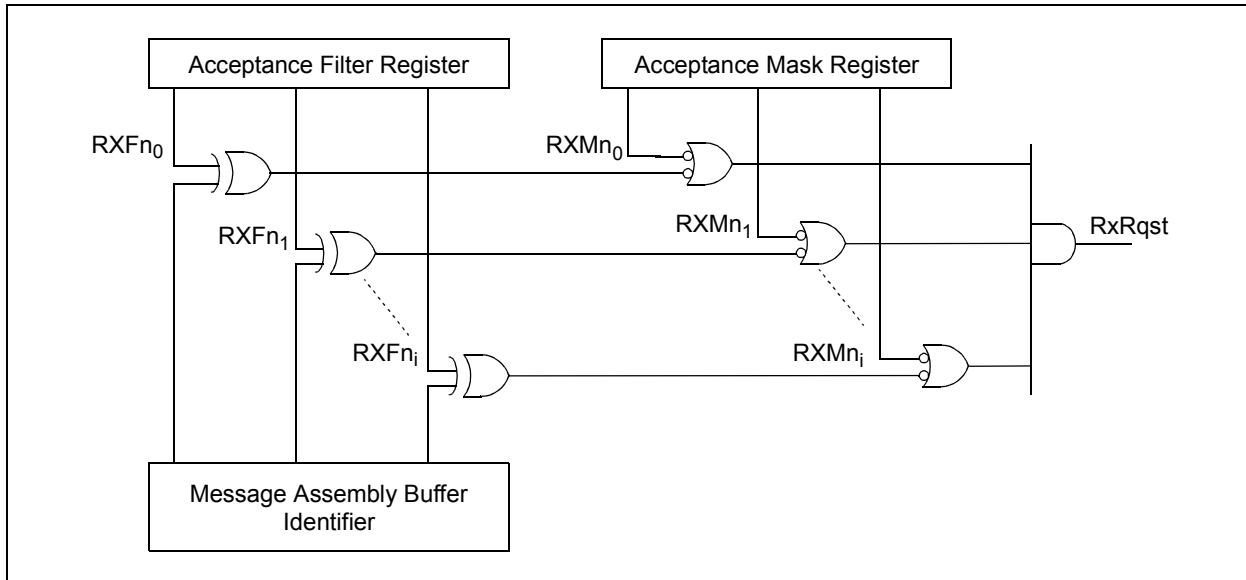 Acceptance Filter Register
Acceptance Mask Register
RXFn0
RXMn0
RXFn1
RXMn1
RxRqst
RXFni
RXMni
Message Assembly Buffer
Identifier